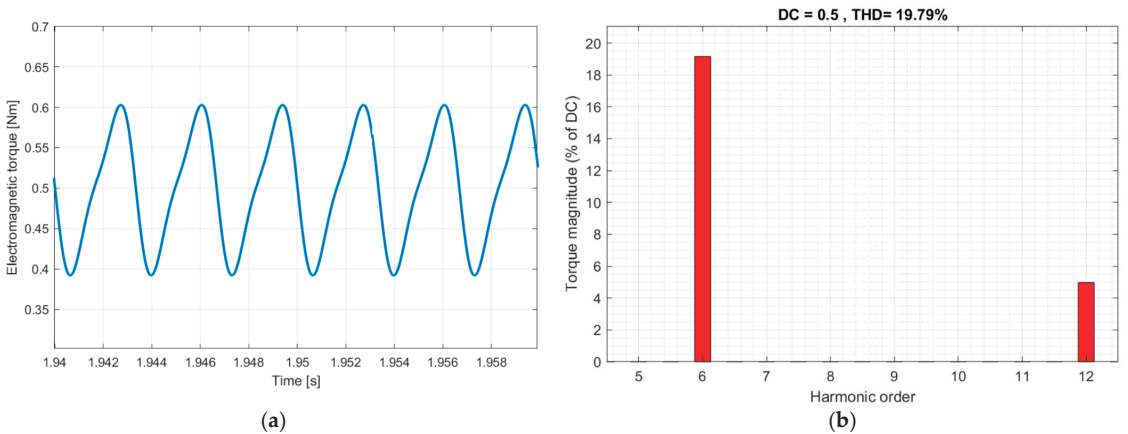 0.7
0.65
0.6
0.55
0.5
0.45
0.4
0.35
Electromagnetic torque [Nm]
1.94 1.942 1.944 1.946 1.948 1.95 1.952 1.954 1.956 1.958
Time [s]
(a)
DC = 0.5 , THD= 19.79%
20
18
16
14
12
10
8
6
4
2
0
Torque magnitude (% of DC)
5 6 7 8 9 10 11 12
Harmonic order
(b)